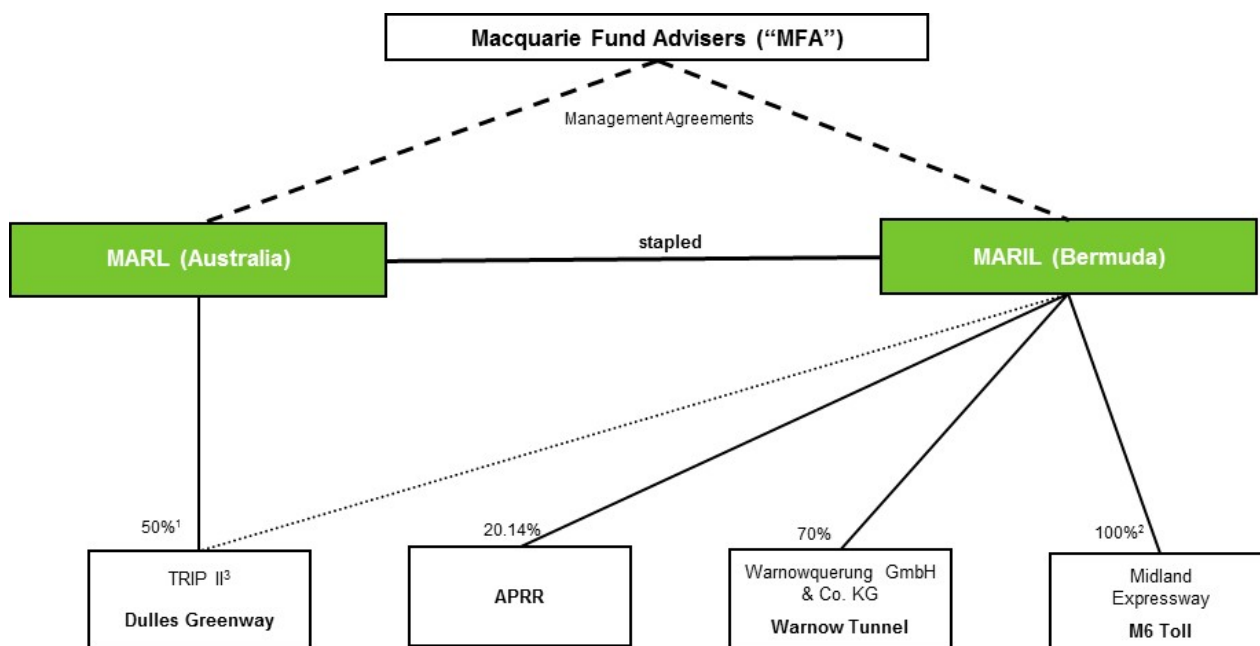 Macquarie Fund Advisers (“MFA”)
Management Agreements
MARL (Australia)
stapled
MARIL (Bermuda)
50%¹
20.14%
70%
100%²
TRIP II³
Dulles Greenway
APRR
Warnowquerung GmbH
& Co. KG
Warnow Tunnel
Midland
Expressway
M6 Toll